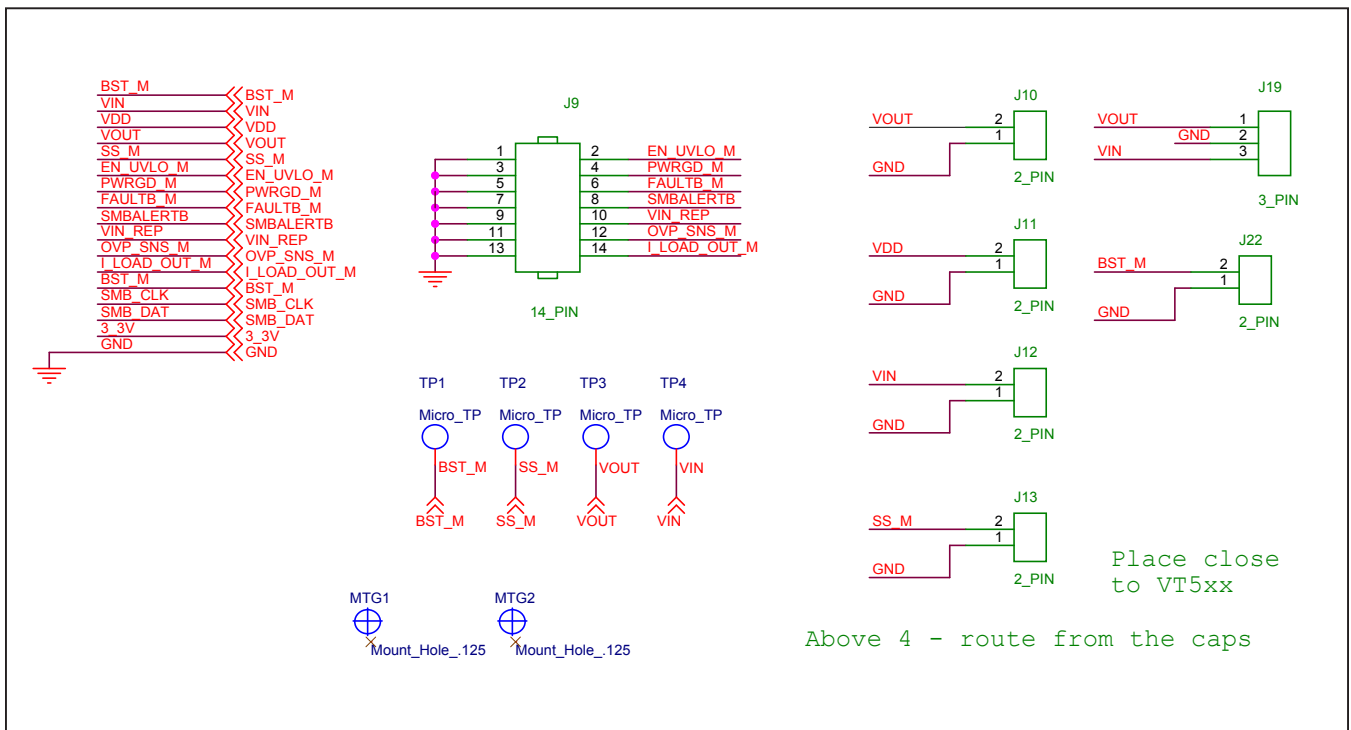 BST_M BST_M
VIN VIN
VDD VDD
VOUT VOUT
SS_M SS_M
EN_UVLO_M EN_UVLO_M
PWRGD_M PWRGD_M
FAULTB_M FAULTB_M
SMBALERTB SMBALERTB
VIN_REP VIN_REP
OVP_SNS_M OVP_SNS_M
I_LOAD_OUT_M I_LOAD_OUT_M
BST_M BST_M
SMB_CLK SMB_CLK
SMB_DAT SMB_DAT
3_3V 3_3V
GND GND
J9
1 2 EN_UVLO_M
3 4 PWRGD_M
5 6 FAULTB_M
7 8 SMBALERTB
9 10 VIN_REP
11 12 OVP_SNS_M
13 14 I_LOAD_OUT_M
14_PIN
J10
VOUT 2
1
GND
2_PIN
J19
VOUT 1
GND 2
VIN 3
3_PIN
J11
VDD 2
1
GND
2_PIN
J22
BST_M 2
1
GND
2_PIN
J12
VIN 2
1
GND
2_PIN
J13
SS_M 2
1
GND
2_PIN
TP1 TP2 TP3 TP4
Micro_TP Micro_TP Micro_TP Micro_TP
BST_M SS_M VOUT VIN
BST_M SS_M VOUT VIN
MTG1 MTG2
Mount_Hole_.125 Mount_Hole_.125
Place close
to VT5xx
Above 4 - route from the caps